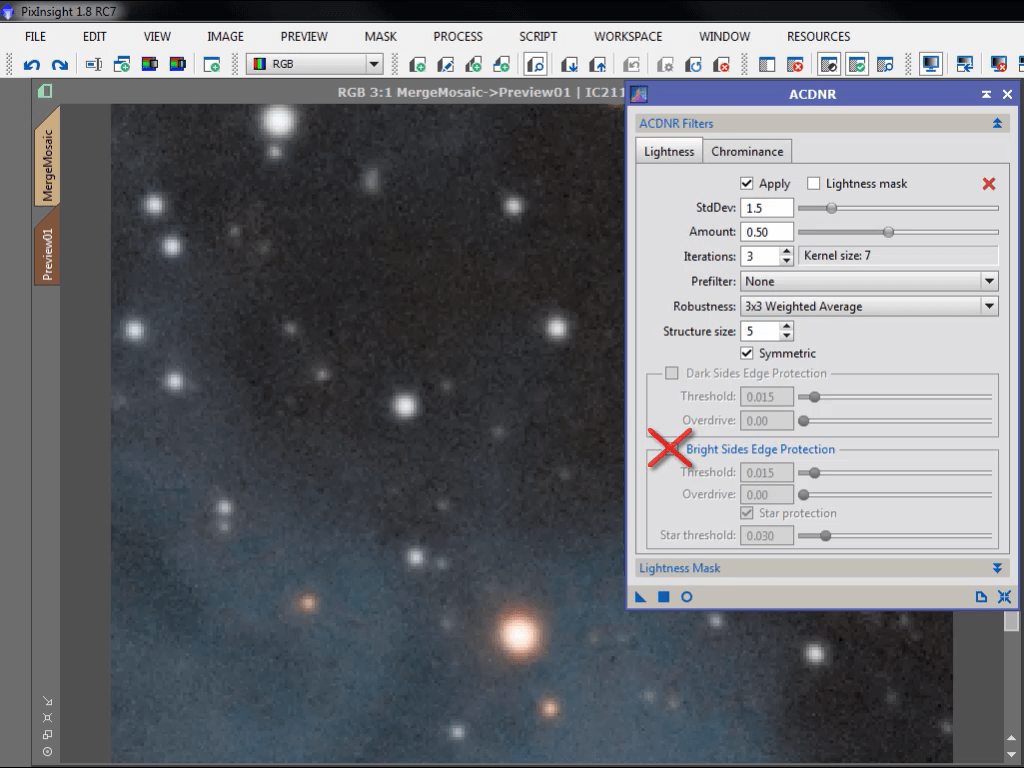 PixInsight 1.8 RC7
FILE EDIT VIEW IMAGE PREVIEW MASK PROCESS SCRIPT WORKSPACE WINDOW RESOURCES
RGB
RGB 3:1 MergeMosaic->Preview01 | IC211
MergeMosaic
Preview01
ACDNR
ACDNR Filters
Lightness Chrominance
Apply Lightness mask
StdDev: 1.5
Amount: 0.50
Iterations: 3 Kernel size: 7
Prefilter: None
Robustness: 3x3 Weighted Average
Structure size: 5
Symmetric
Dark Sides Edge Protection
Threshold: 0.015
Overdrive: 0.00
Bright Sides Edge Protection
Threshold: 0.015
Overdrive: 0.00
Star protection
Star threshold: 0.030
Lightness Mask